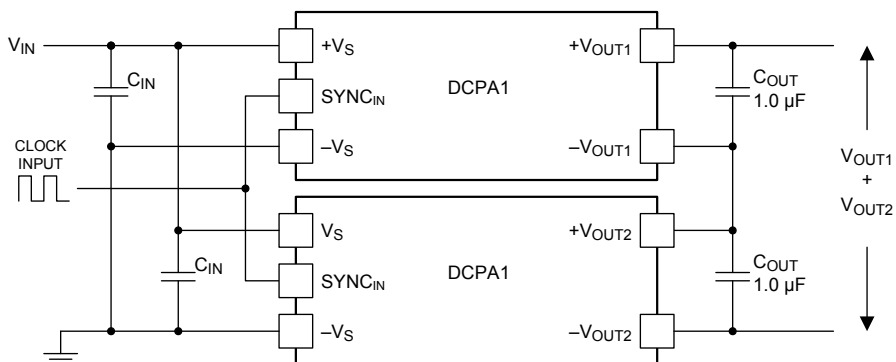 V_IN
C_IN
CLOCK
INPUT
+V_S
SYNC_IN
–V_S
DCPA1
+V_OUT1
–V_OUT1
C_OUT
1.0 µF
V_OUT1
+
V_OUT2
C_IN
V_S
SYNC_IN
–V_S
DCPA1
+V_OUT2
–V_OUT2
C_OUT
1.0 µF